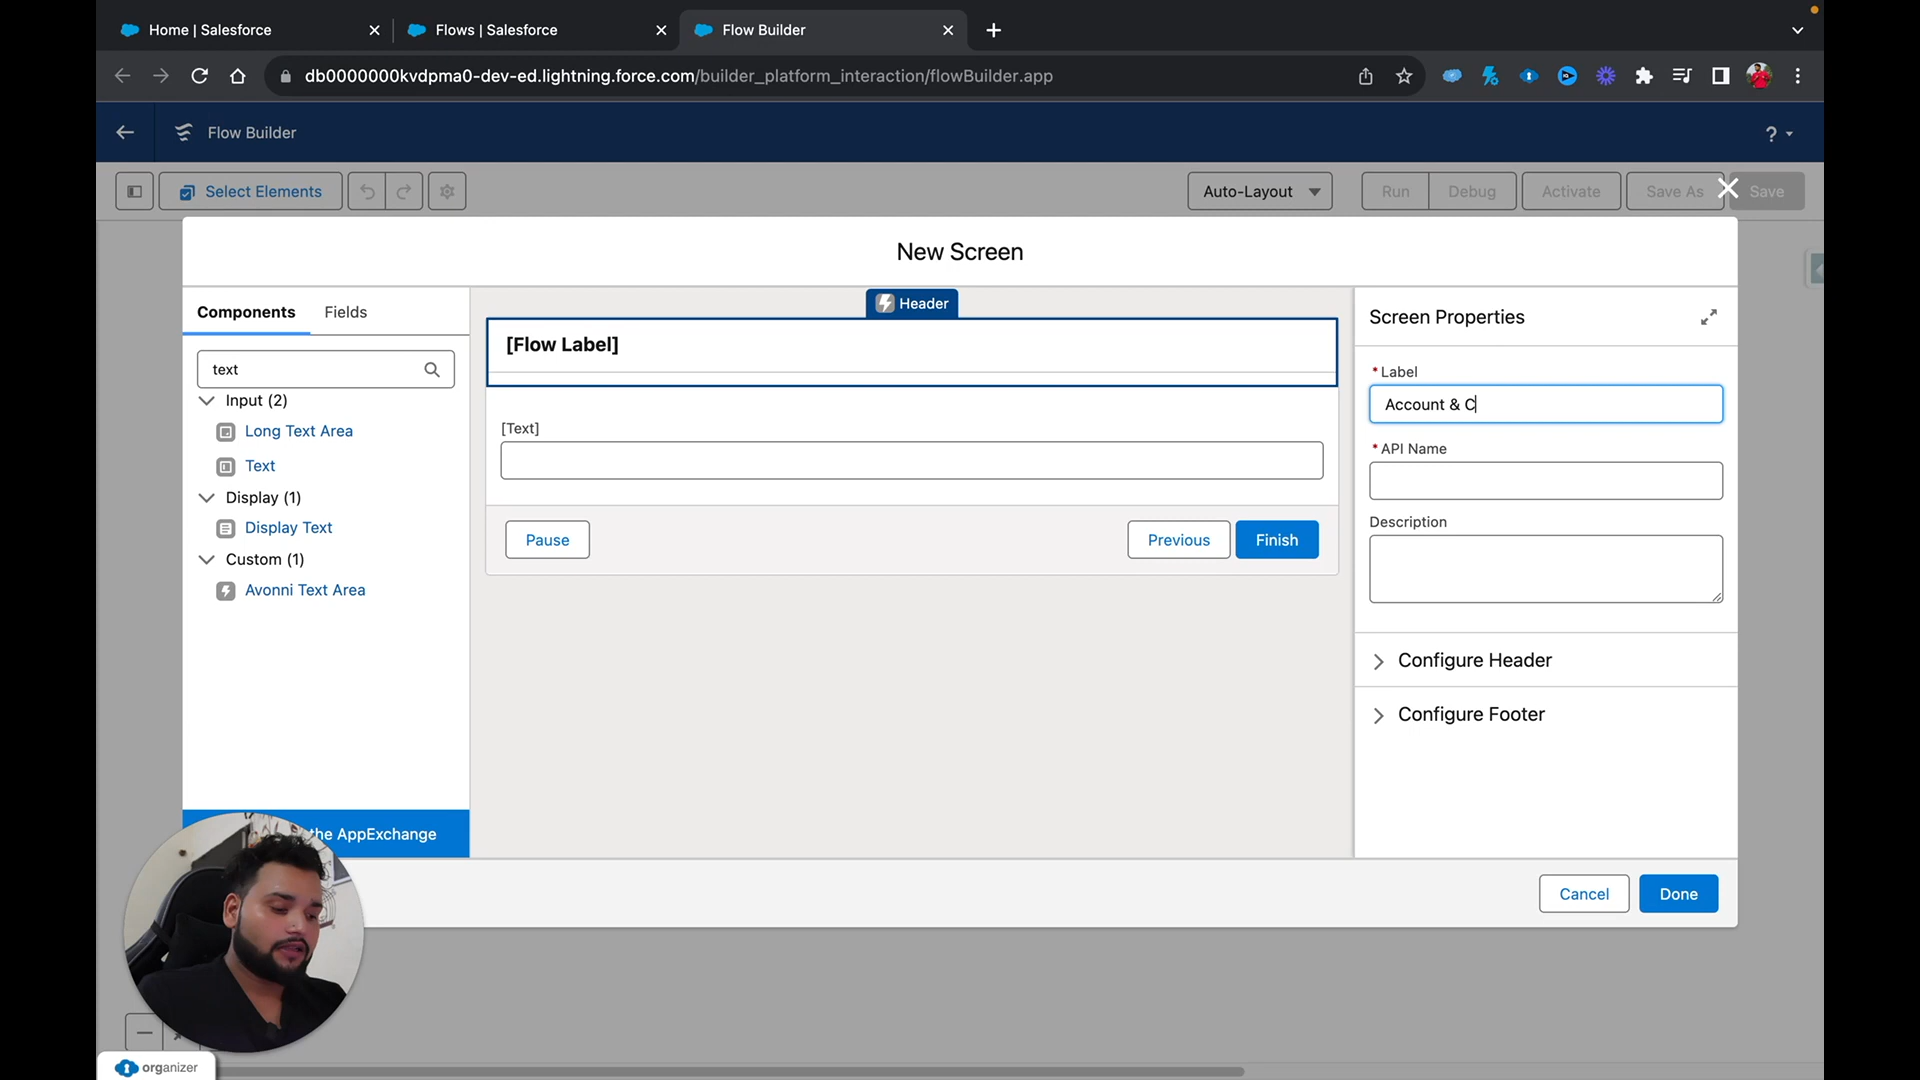 Home | Salesforce
Flows | Salesforce
Flow Builder
db0000000kvdpma0-dev-ed.lightning.force.com/builder_platform_interaction/flowBuilder.app
Flow Builder
?
Select Elements
Auto-Layout
Run
Debug
Activate
Save As
Save
New Screen
Components
Fields
Header
Screen Properties
text
[Flow Label]
* Label
Account & C
Input (2)
Long Text Area
[Text]
* API Name
Text
Display (1)
Description
Display Text
Pause
Previous
Finish
Custom (1)
Avonni Text Area
Configure Header
Configure Footer
the AppExchange
Cancel
Done
organizer